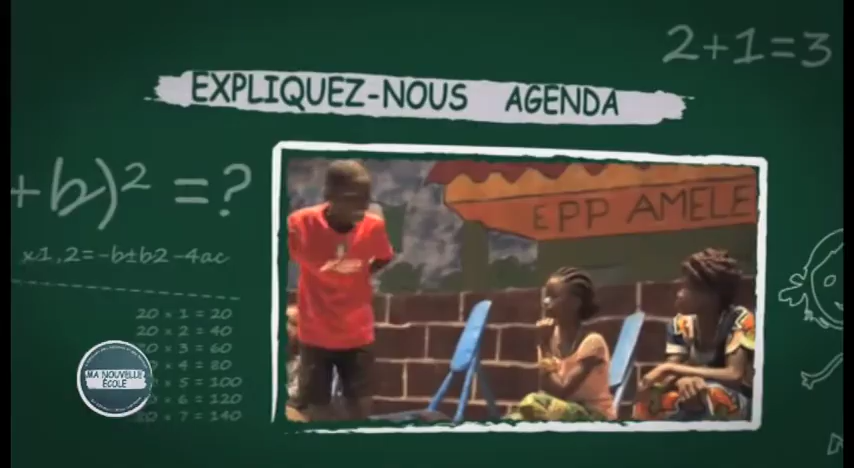 2+1=3
EXPLIQUEZ-NOUS AGENDA
+b)² =?
x1,2=-b±b2-4ac
EPP AMELE
20 x 1 = 20
20 x 2 = 40
20 x 3 = 60
x 4 = 80
x 5 = 100
x 6 = 120
x 7 = 140
MA NOUVELLE
ÉCOLE